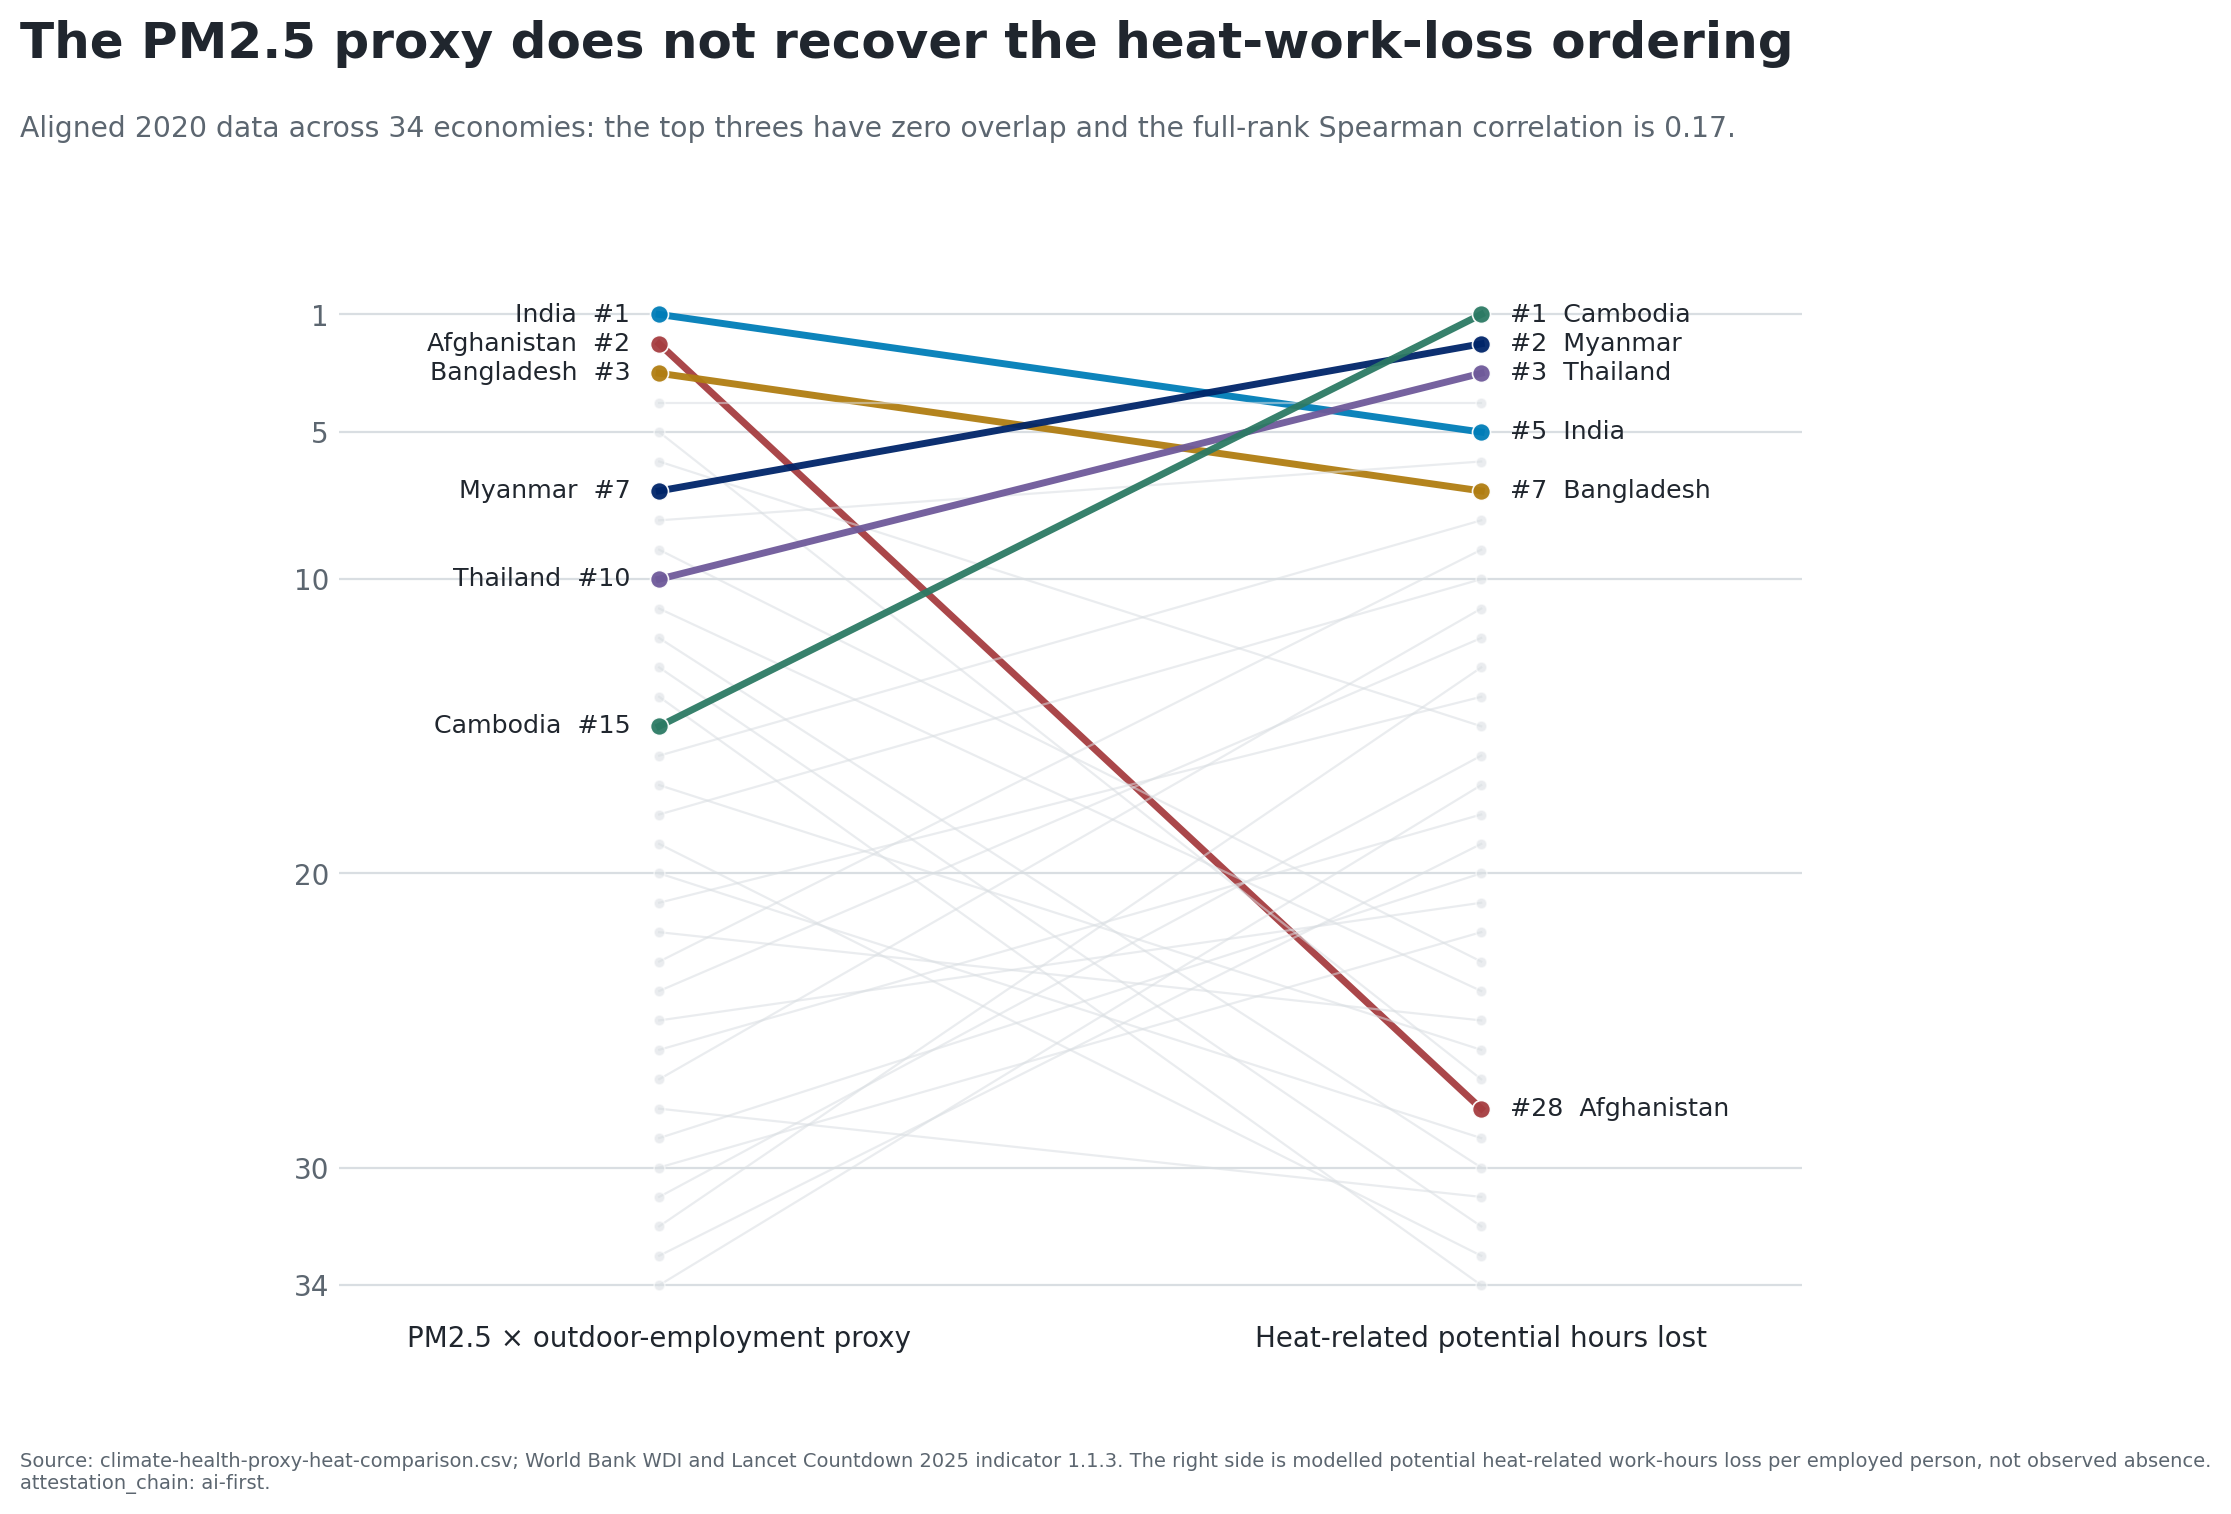 The PM2.5 proxy does not recover the heat-work-loss ordering
Aligned 2020 data across 34 economies: the top threes have zero overlap and the full-rank Spearman correlation is 0.17.
1
India #1
#1 Cambodia
Afghanistan #2
#2 Myanmar
Bangladesh #3
#3 Thailand
5
#5 India
Myanmar #7
#7 Bangladesh
10
Thailand #10
Cambodia #15
20
#28 Afghanistan
30
34
PM2.5 × outdoor-employment proxy
Heat-related potential hours lost
Source: climate-health-proxy-heat-comparison.csv; World Bank WDI and Lancet Countdown 2025 indicator 1.1.3. The right side is modelled potential heat-related work-hours loss per employed person, not observed absence.
attestation_chain: ai-first.